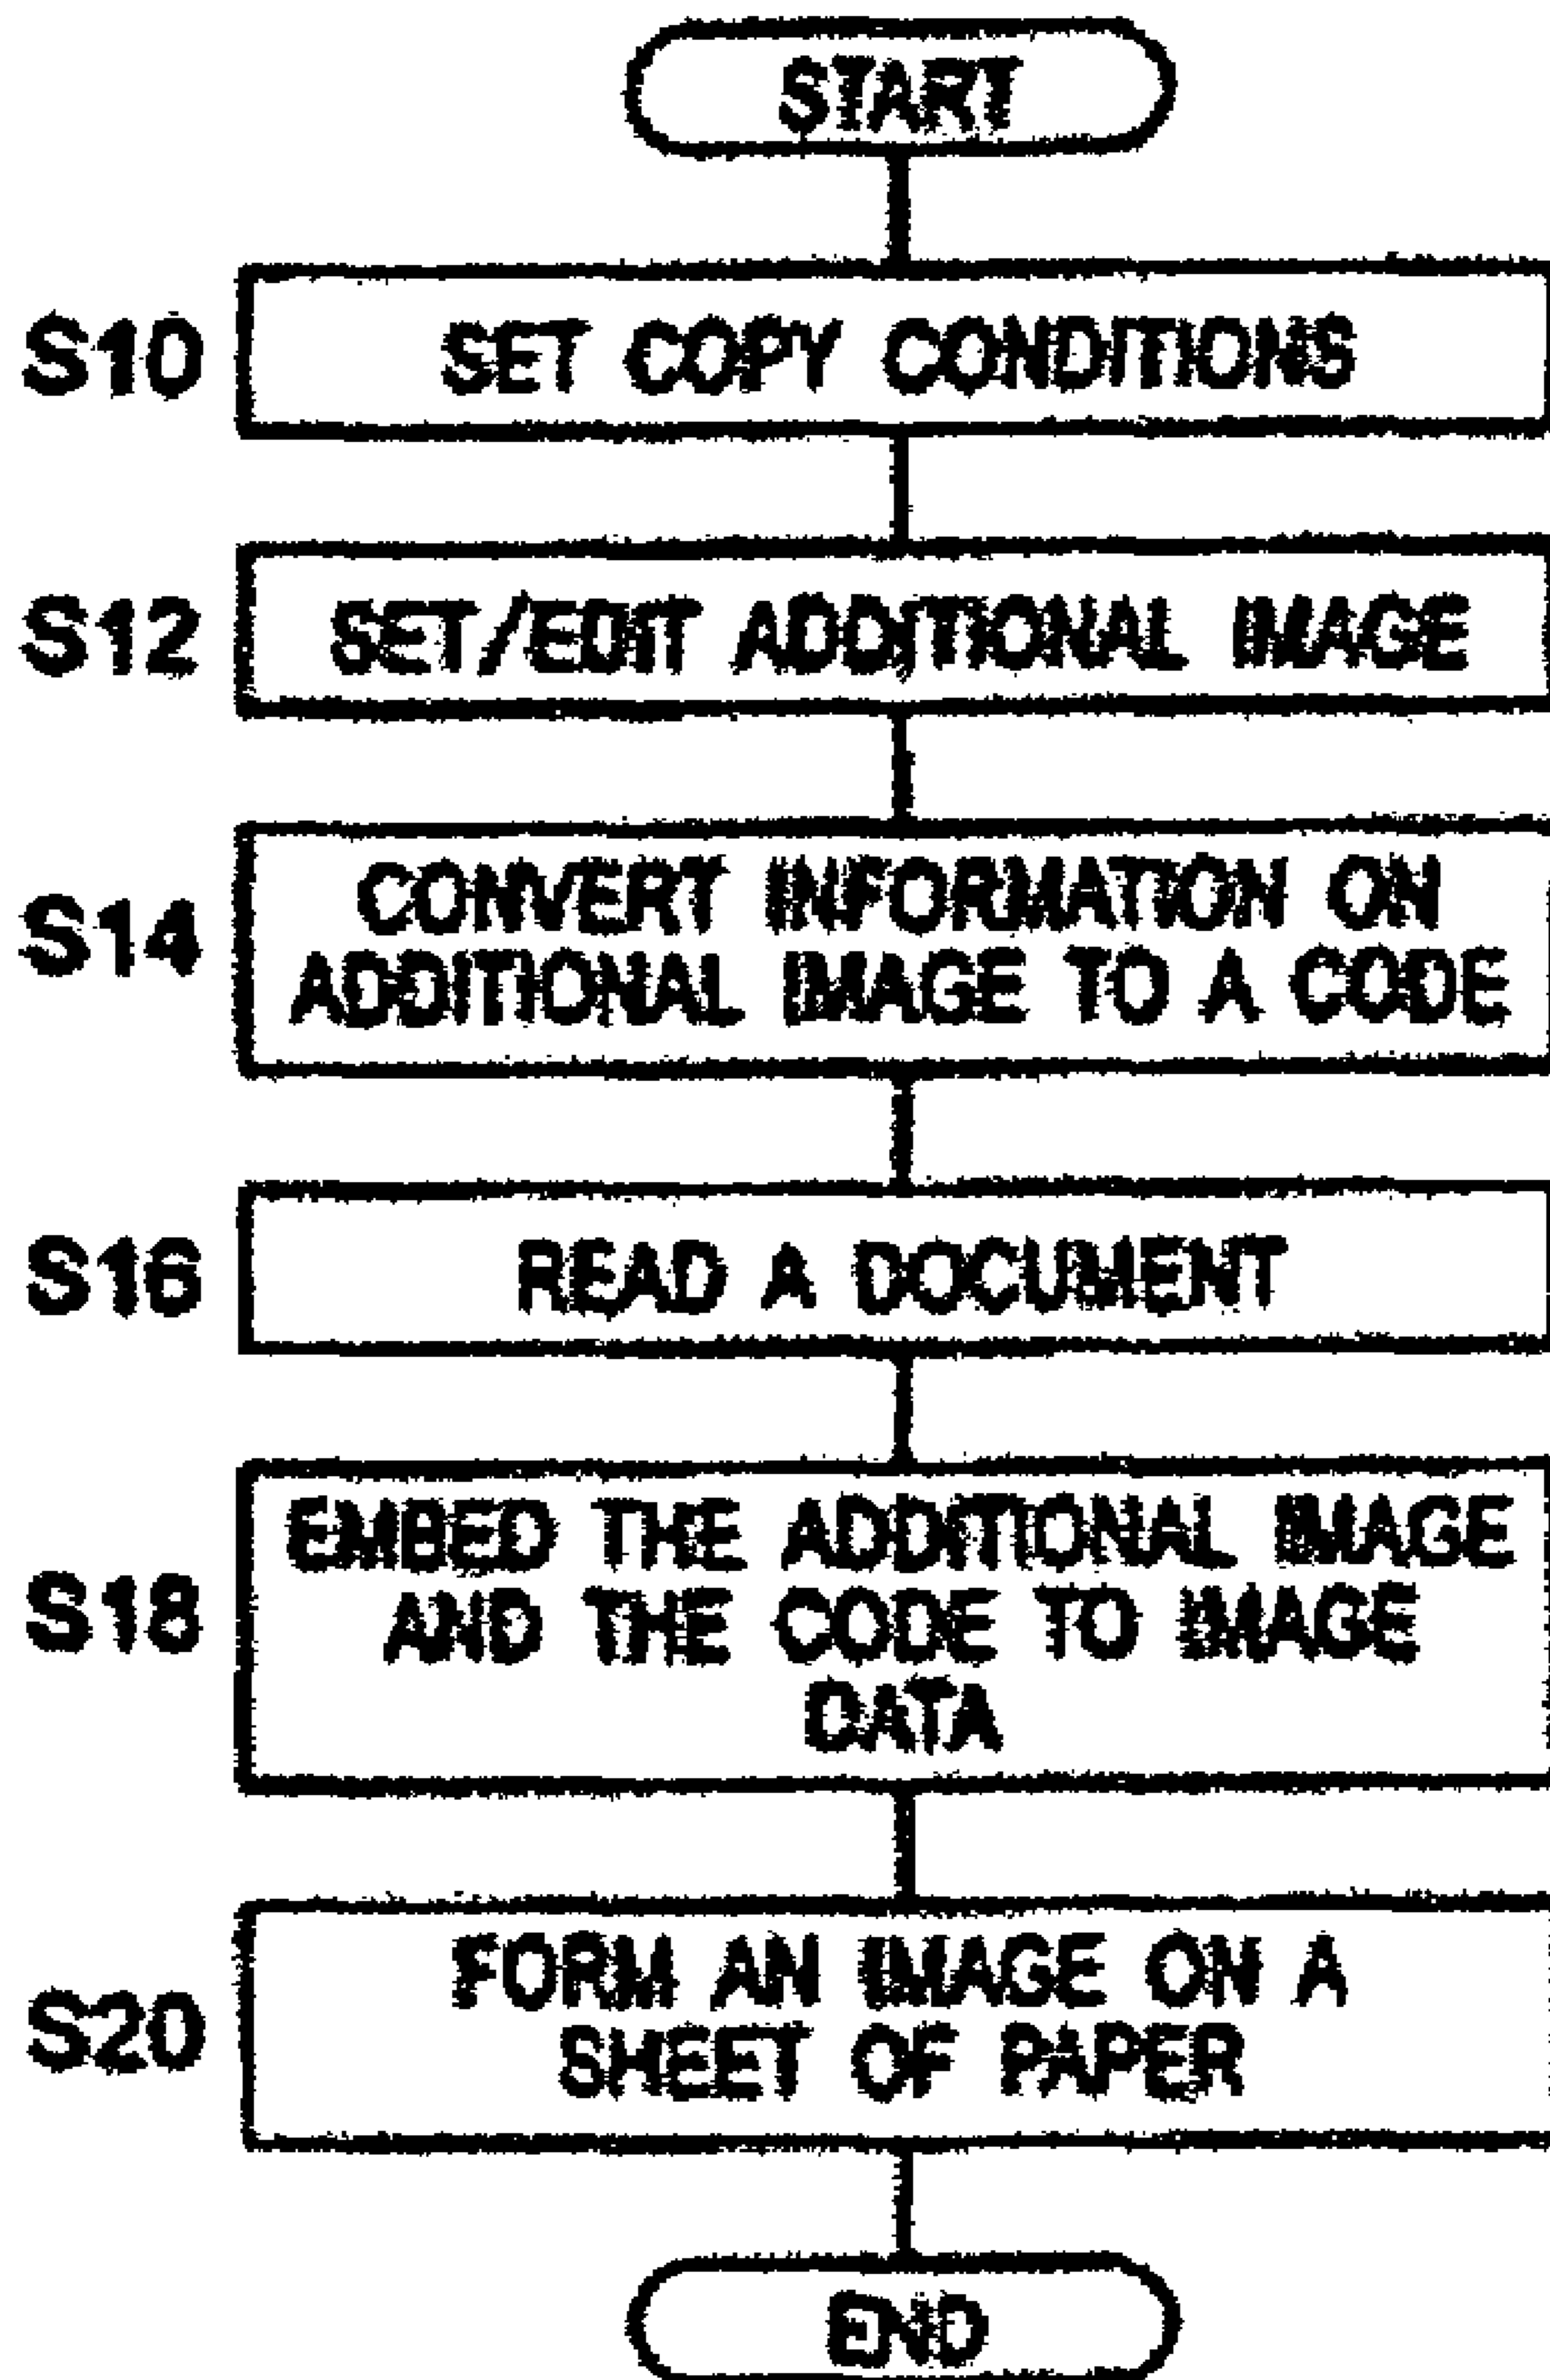 START
S10
SET COPY CONDITIONS
S12
SET/EDIT ADDITIONAL IMAGE
S14
CONVERT INFORMATION ON
ADDITIONAL IMAGE TO A CODE
S16
READ A DOCUMENT
S18
EMBED THE ADDITIONAL IMAGE
AND THE CODE TO IMAGE
DATA
S20
FORM AN IMAGE ON A
SHEET OF PAPER
END